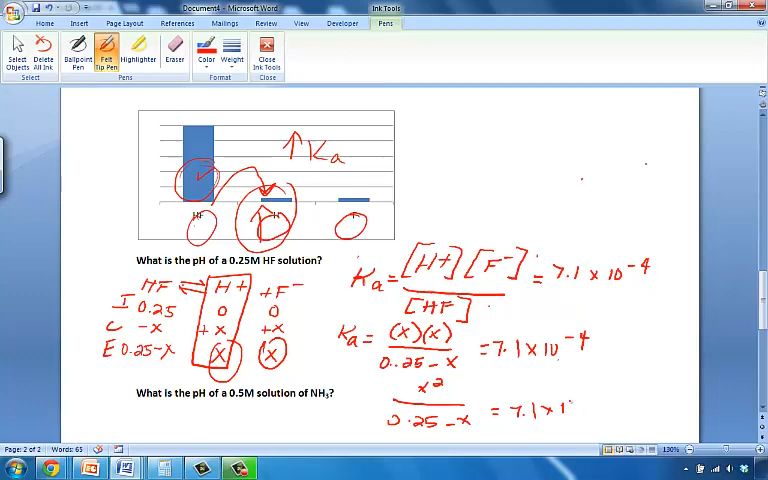 Document4 - Microsoft Word
Ink Tools
Home Insert Page Layout References Mailings Review View Developer Pens
Select Objects
Delete All Ink
Ballpoint Pen
Felt Tip Pen
Highlighter
Eraser
Color
Weight
Close Ink Tools
Select
Pens
Format
Close
↑ Ka
HF H F
What is the pH of a 0.25M HF solution?
HF ⇌ H+ + F-
I 0.25 0 0
C -x +x +x
E 0.25-x x x
Ka = [H+][F-] / [HF] = 7.1 x 10-4
Ka = (x)(x) / 0.25-x = 7.1 x 10-4
x2 / 0.25-x = 7.1 x 1
What is the pH of a 0.5M solution of NH3?
Page: 2 of 2 Words: 65
130%
7:00 PM